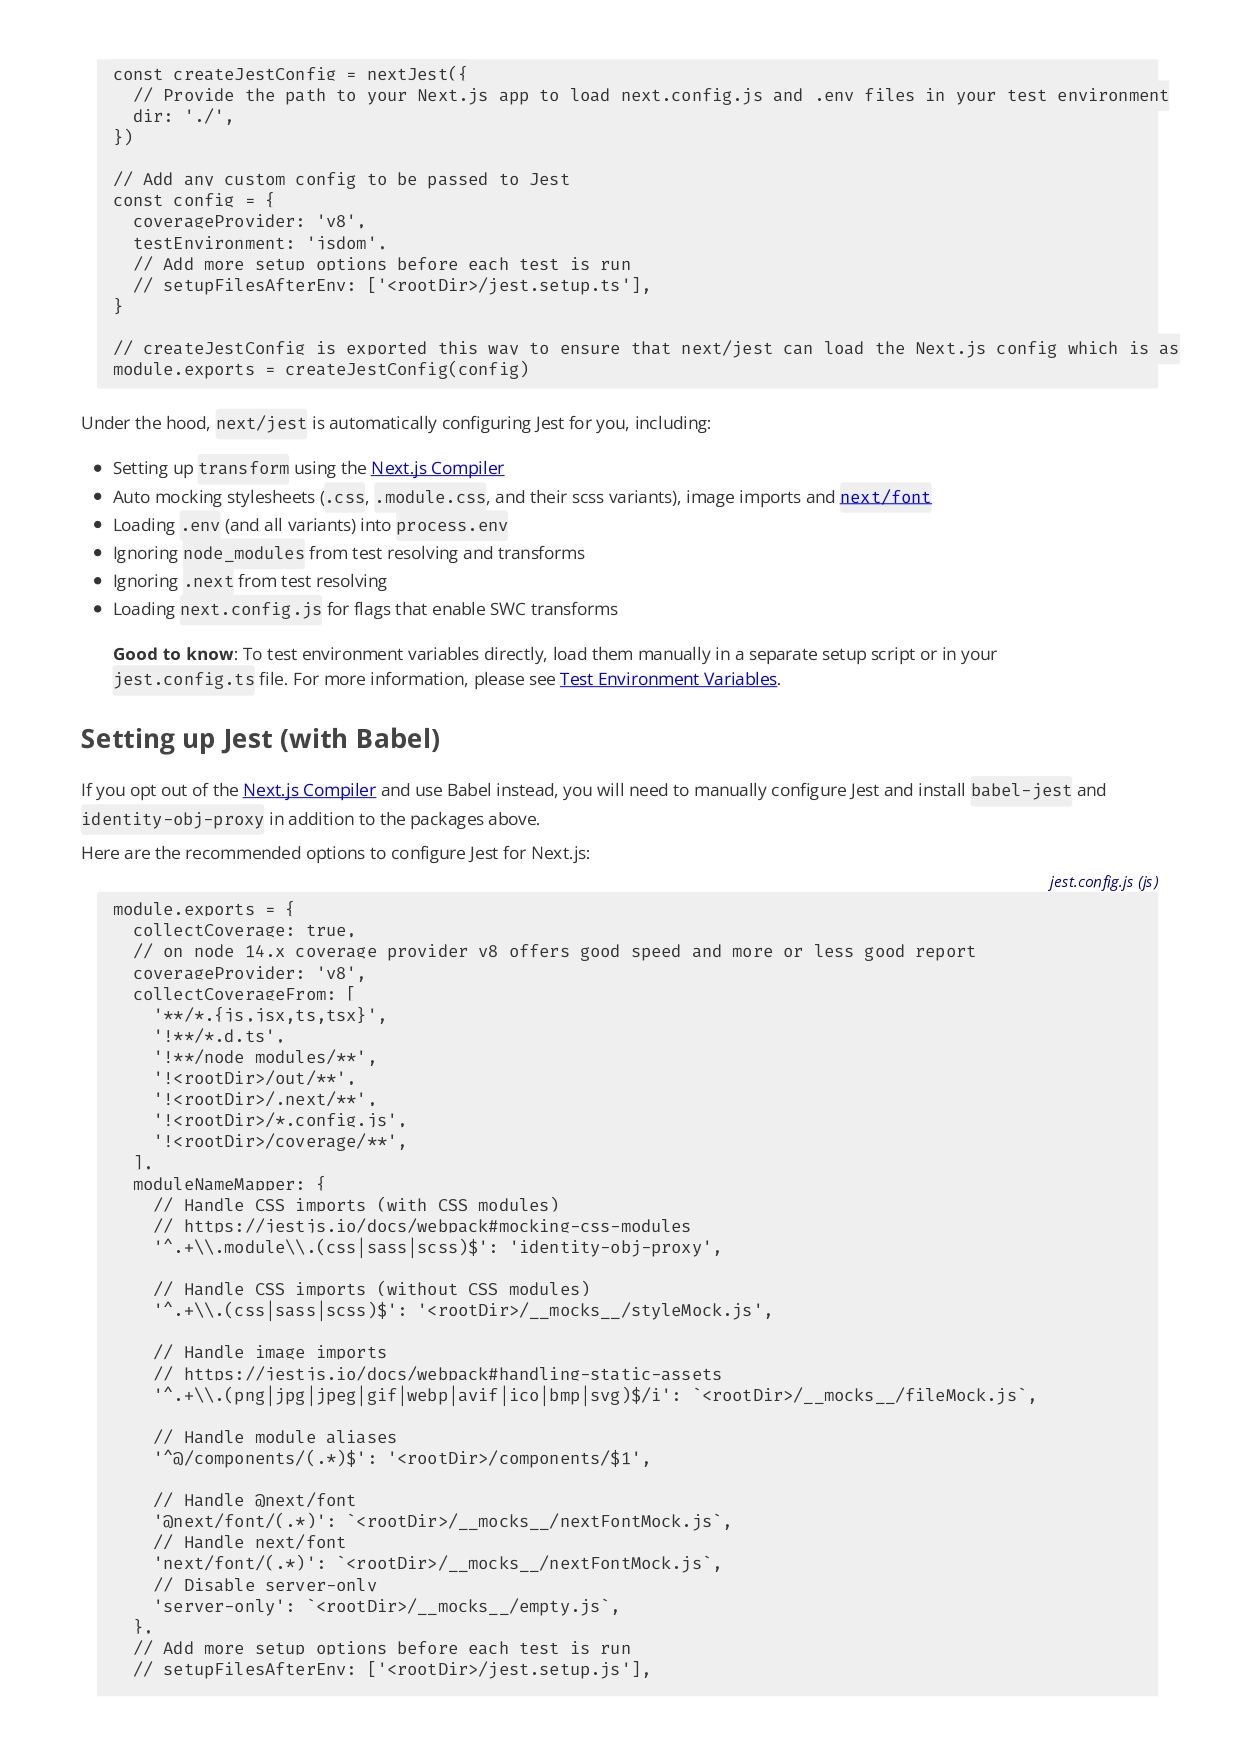 const createJestConfig = nextJest({
  // Provide the path to your Next.js app to load next.config.js and .env files in your test environment
  dir: './',
})

// Add any custom config to be passed to Jest
const config = {
  coverageProvider: 'v8',
  testEnvironment: 'jsdom',
  // Add more setup options before each test is run
  // setupFilesAfterEnv: ['<rootDir>/jest.setup.ts'],
}

// createJestConfig is exported this way to ensure that next/jest can load the Next.js config which is as
module.exports = createJestConfig(config)
Under the hood, next/jest is automatically configuring Jest for you, including:
• Setting up transform using the Next.js Compiler
• Auto mocking stylesheets (.css, .module.css, and their scss variants), image imports and next/font
• Loading .env (and all variants) into process.env
• Ignoring node_modules from test resolving and transforms
• Ignoring .next from test resolving
• Loading next.config.js for flags that enable SWC transforms
Good to know: To test environment variables directly, load them manually in a separate setup script or in your
jest.config.ts file. For more information, please see Test Environment Variables.
Setting up Jest (with Babel)
If you opt out of the Next.js Compiler and use Babel instead, you will need to manually configure Jest and install babel-jest and
identity-obj-proxy in addition to the packages above.
Here are the recommended options to configure Jest for Next.js:
jest.config.js (js)
module.exports = {
  collectCoverage: true,
  // on node 14.x coverage provider v8 offers good speed and more or less good report
  coverageProvider: 'v8',
  collectCoverageFrom: [
    '**/*.{js,jsx,ts,tsx}',
    '!**/*.d.ts',
    '!**/node_modules/**',
    '!<rootDir>/out/**',
    '!<rootDir>/.next/**',
    '!<rootDir>/*.config.js',
    '!<rootDir>/coverage/**',
  ],
  moduleNameMapper: {
    // Handle CSS imports (with CSS modules)
    // https://jestjs.io/docs/webpack#mocking-css-modules
    '^.+\\.module\\.(css|sass|scss)$': 'identity-obj-proxy',

    // Handle CSS imports (without CSS modules)
    '^.+\\.(css|sass|scss)$': '<rootDir>/__mocks__/styleMock.js',

    // Handle image imports
    // https://jestjs.io/docs/webpack#handling-static-assets
    '^.+\\.(png|jpg|jpeg|gif|webp|avif|ico|bmp|svg)$/i': `<rootDir>/__mocks__/fileMock.js`,

    // Handle module aliases
    '^@/components/(.*)$': '<rootDir>/components/$1',

    // Handle @next/font
    '@next/font/(.*)': `<rootDir>/__mocks__/nextFontMock.js`,
    // Handle next/font
    'next/font/(.*)': `<rootDir>/__mocks__/nextFontMock.js`,
    // Disable server-only
    'server-only': `<rootDir>/__mocks__/empty.js`,
  },
  // Add more setup options before each test is run
  // setupFilesAfterEnv: ['<rootDir>/jest.setup.js'],